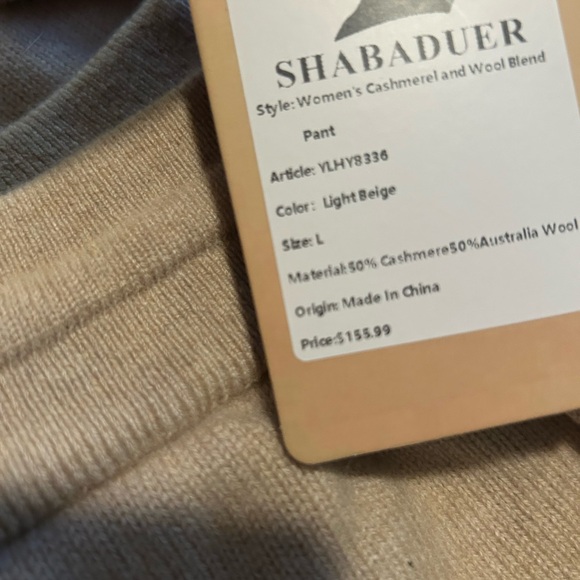 SHABADUER
Style: Women's Cashmerel and Wool Blend
Pant
Article: YLHY8336
Color: Light Beige
Size: L
Material:50% Cashmere50%Australia Wool
Origin: Made In China
Price:$155.99